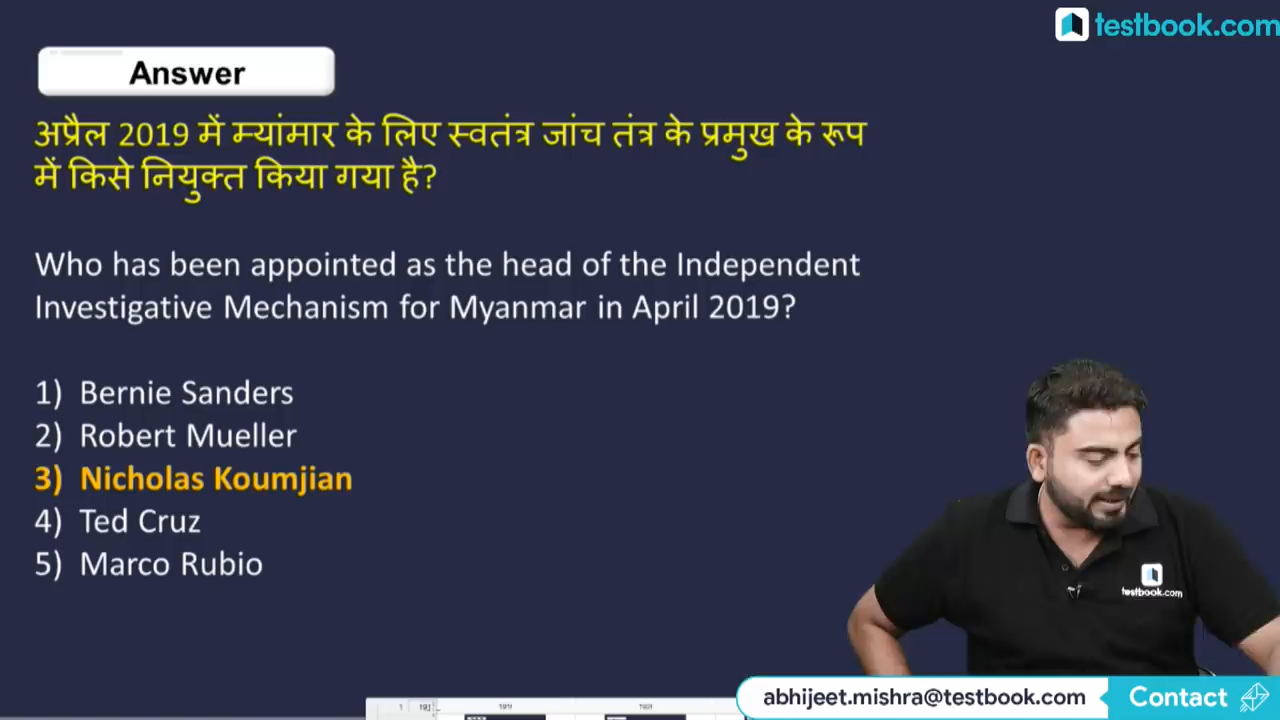 testbook.com
Answer
अप्रैल 2019 में म्यांमार के लिए स्वतंत्र जांच तंत्र के प्रमुख के रूप
में किसे नियुक्त किया गया है?
Who has been appointed as the head of the Independent
Investigative Mechanism for Myanmar in April 2019?
1) Bernie Sanders
2) Robert Mueller
3) Nicholas Koumjian
4) Ted Cruz
5) Marco Rubio
testbook.com
abhijeet.mishra@testbook.com
Contact